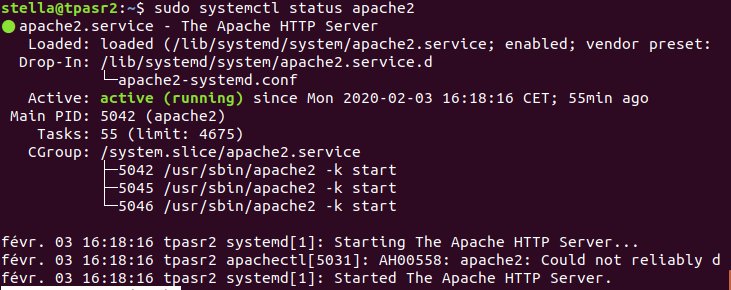 stella@tpasr2:~$ sudo systemctl status apache2
● apache2.service - The Apache HTTP Server
   Loaded: loaded (/lib/systemd/system/apache2.service; enabled; vendor preset:
  Drop-In: /lib/systemd/system/apache2.service.d
           └─apache2-systemd.conf
   Active: active (running) since Mon 2020-02-03 16:18:16 CET; 55min ago
 Main PID: 5042 (apache2)
    Tasks: 55 (limit: 4675)
   CGroup: /system.slice/apache2.service
           ├─5042 /usr/sbin/apache2 -k start
           ├─5045 /usr/sbin/apache2 -k start
           └─5046 /usr/sbin/apache2 -k start
févr. 03 16:18:16 tpasr2 systemd[1]: Starting The Apache HTTP Server...
févr. 03 16:18:16 tpasr2 apachectl[5031]: AH00558: apache2: Could not reliably d
févr. 03 16:18:16 tpasr2 systemd[1]: Started The Apache HTTP Server.